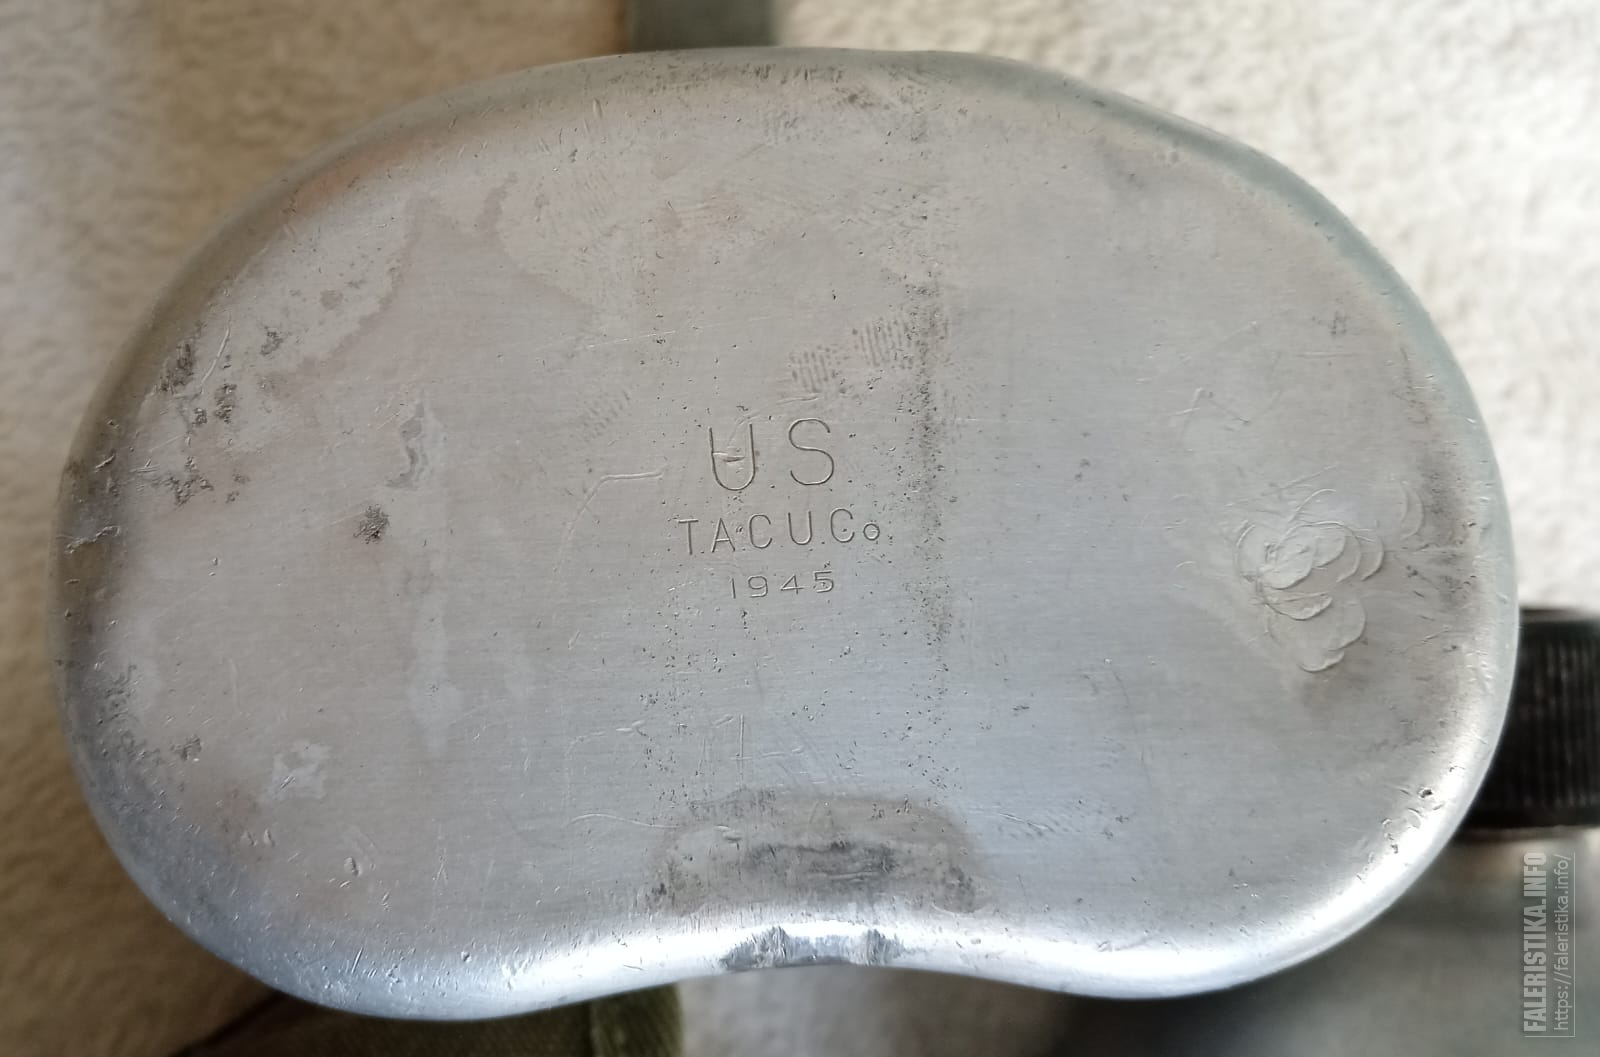 US
T.A.C.U.Co
1945
FALERISTIKA.INFO
https://faleristika.info/